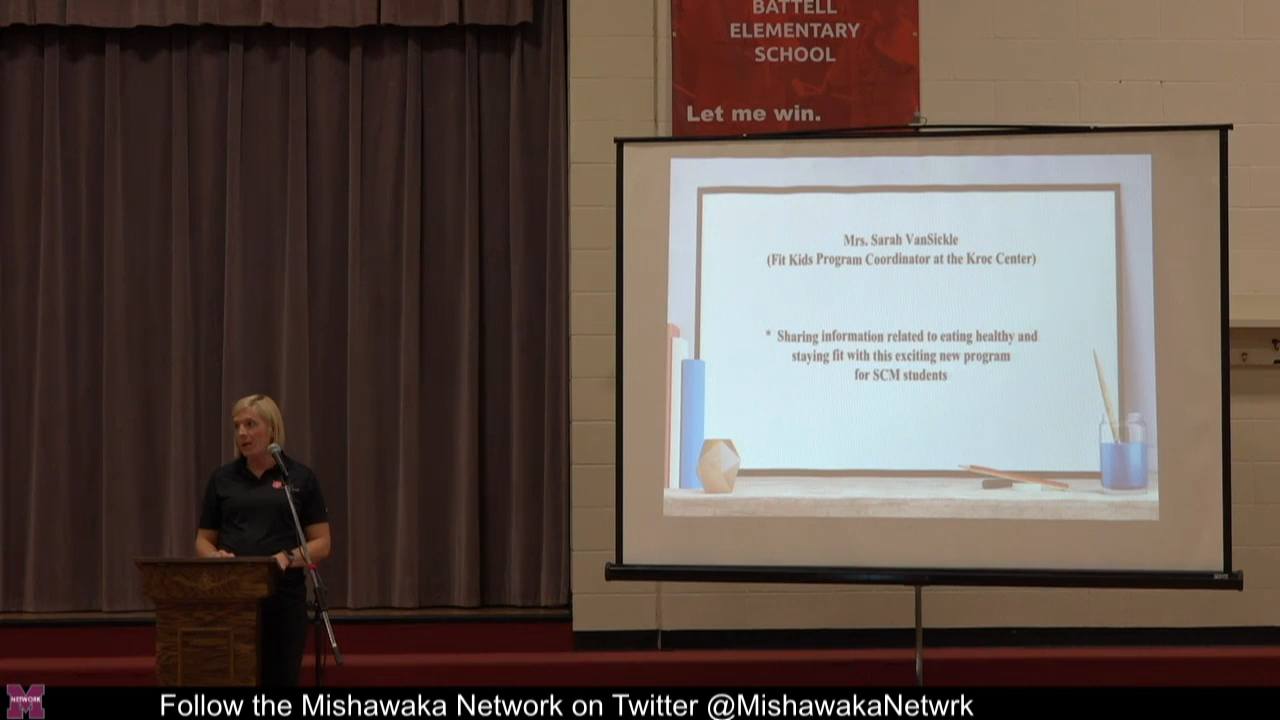 BATTELL
ELEMENTARY
SCHOOL
Let me win.
Mrs. Sarah VanSickle
(Fit Kids Program Coordinator at the Kroc Center)
* Sharing information related to eating healthy and
staying fit with this exciting new program
for SCM students
NETWORK
Follow the Mishawaka Network on Twitter @MishawakaNetwrk